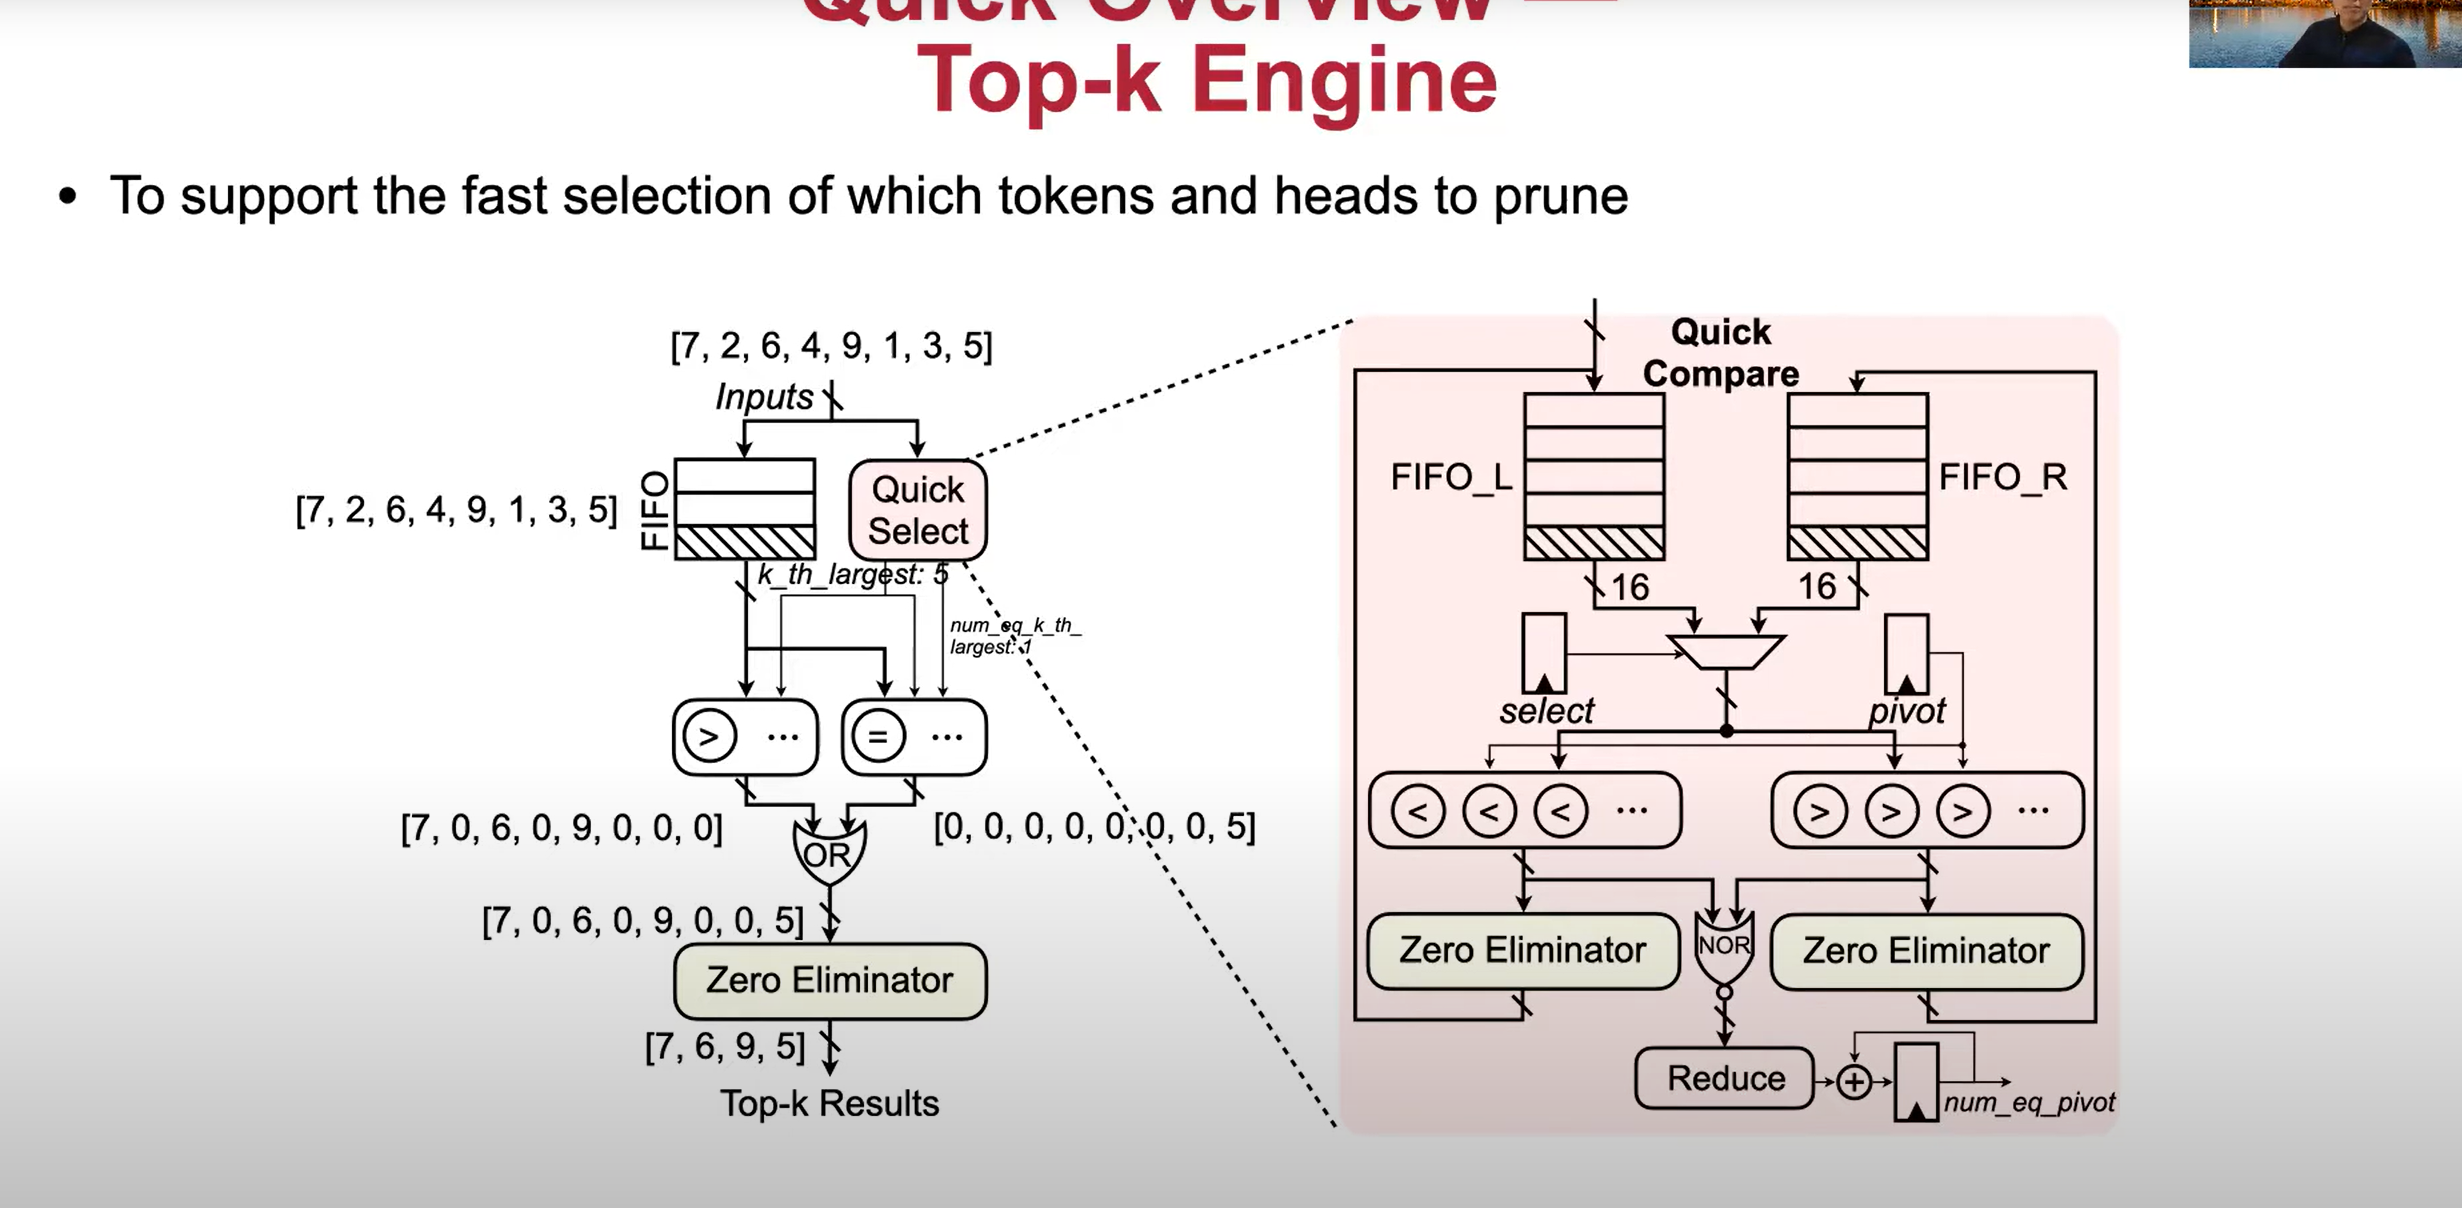 Quick Overview —
Top-k Engine
• To support the fast selection of which tokens and heads to prune
[7, 2, 6, 4, 9, 1, 3, 5]
Inputs
[7, 2, 6, 4, 9, 1, 3, 5]
FIFO
Quick
Select
k_th_largest: 5
num_eq_k_th_
largest: 1
> ...
= ...
[7, 0, 6, 0, 9, 0, 0, 0]
OR
[0, 0, 0, 0, 0, 0, 0, 5]
[7, 0, 6, 0, 9, 0, 0, 5]
Zero Eliminator
[7, 6, 9, 5]
Top-k Results
Quick
Compare
FIFO_L
FIFO_R
16
16
select
pivot
< < < ...
> > > ...
Zero Eliminator
NOR
Zero Eliminator
Reduce
+
num_eq_pivot